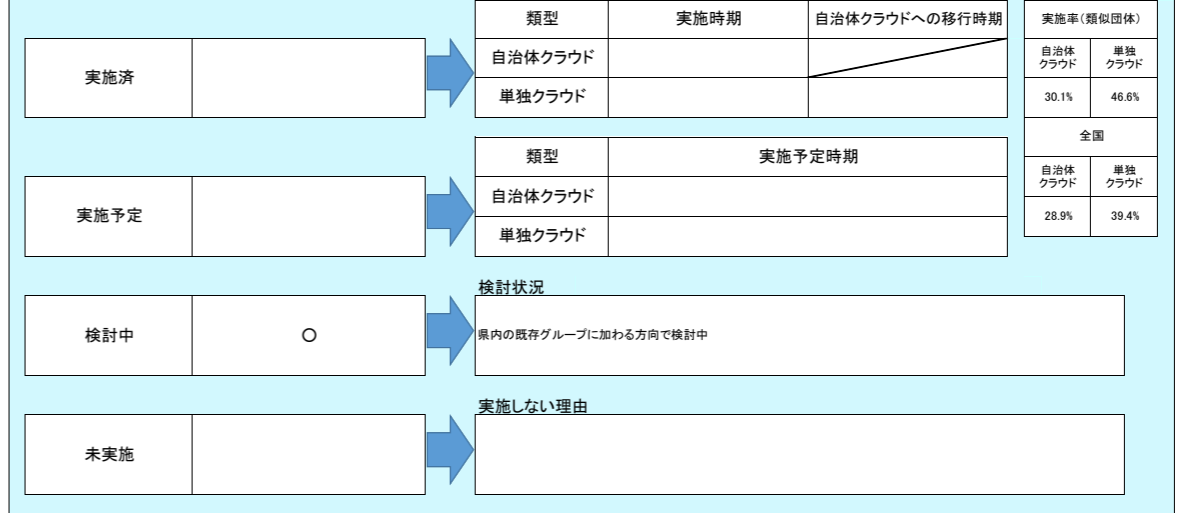 類型 実施時期 自治体クラウドへの移行時期
実施済
自治体クラウド
単独クラウド
実施率(類似団体)
自治体クラウド 単独クラウド
30.1% 46.6%
全国
自治体クラウド 単独クラウド
28.9% 39.4%
類型 実施予定時期
実施予定
自治体クラウド
単独クラウド
検討状況
検討中 〇 県内の既存グループに加わる方向で検討中
実施しない理由
未実施